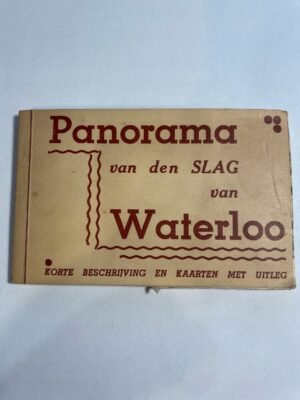 Panorama
van den SLAG
van
Waterloo
KORTE BESCHRIJVING EN KAARTEN MET UITLEG